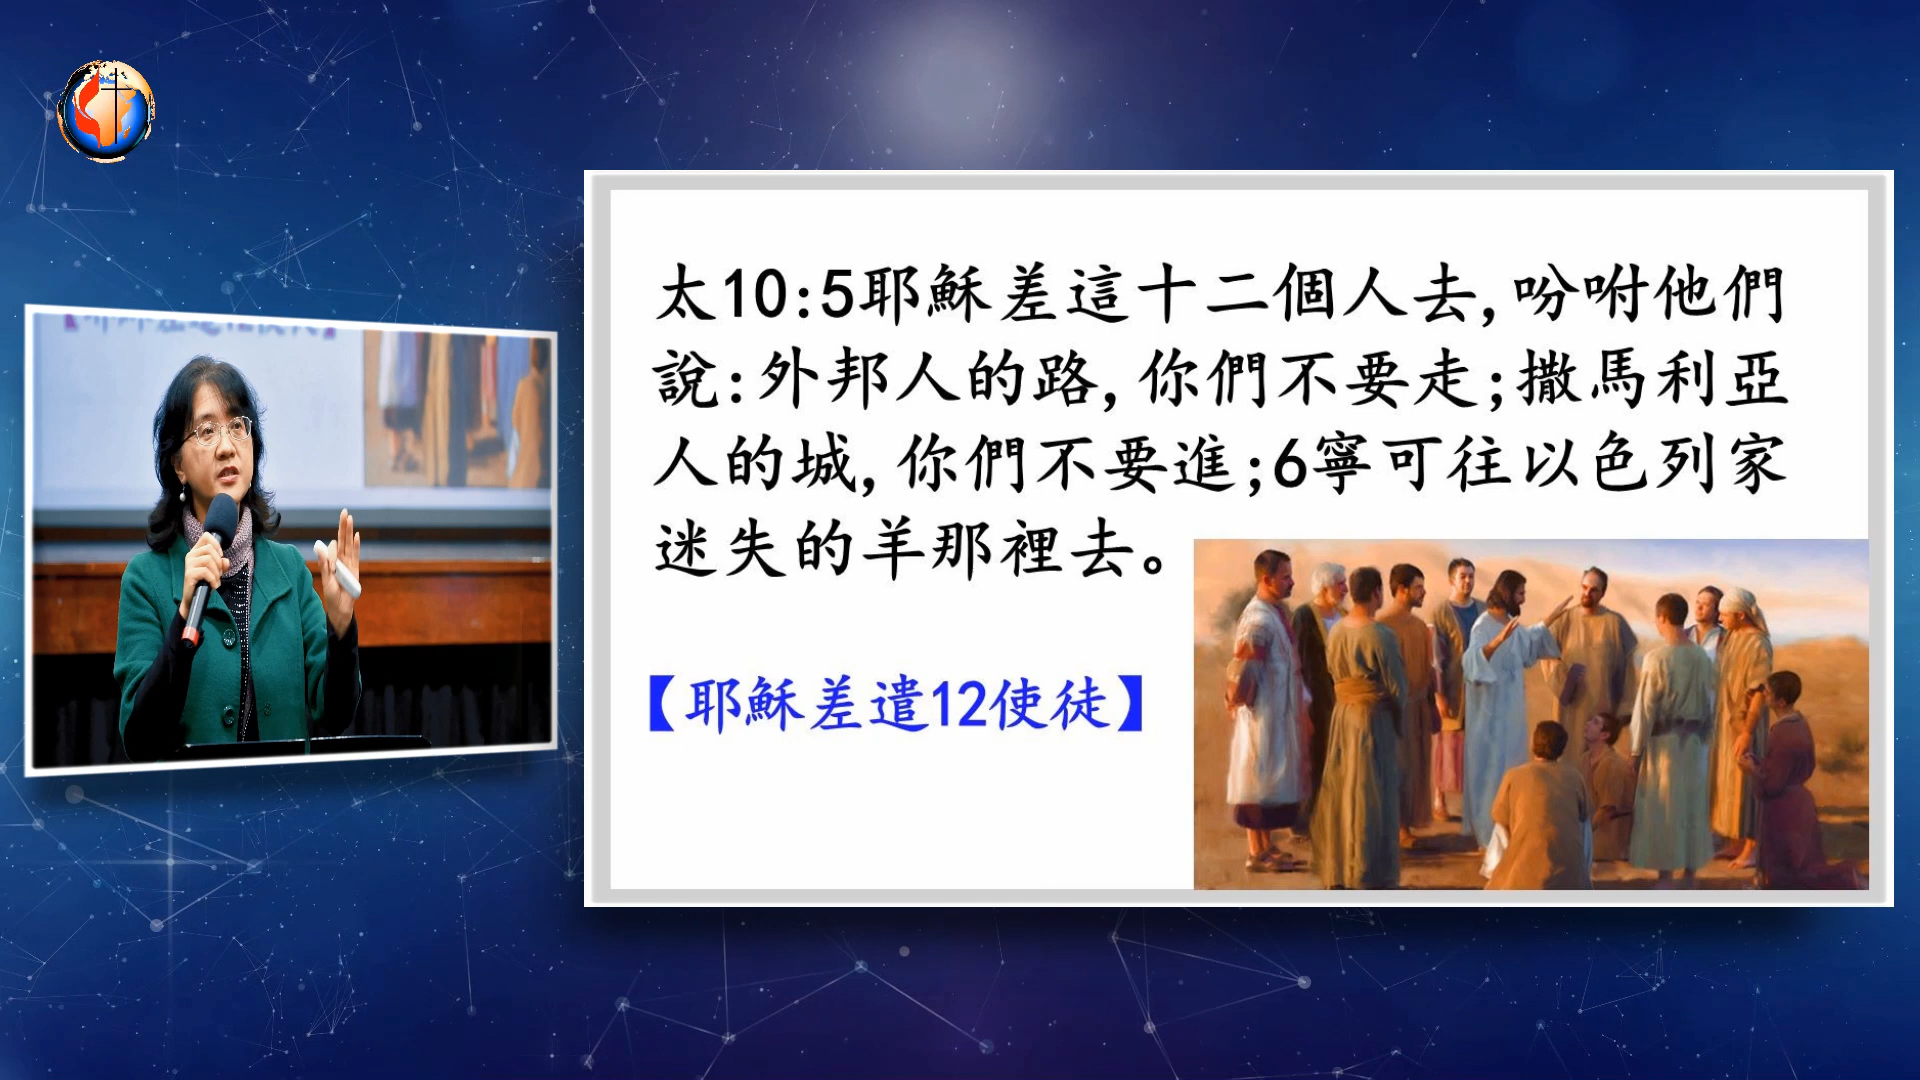 太10:5耶穌差這十二個人去,吩咐他們
說:外邦人的路,你們不要走;撒馬利亞
人的城,你們不要進;6寧可往以色列家
迷失的羊那裡去。
【耶穌差遣12使徒】